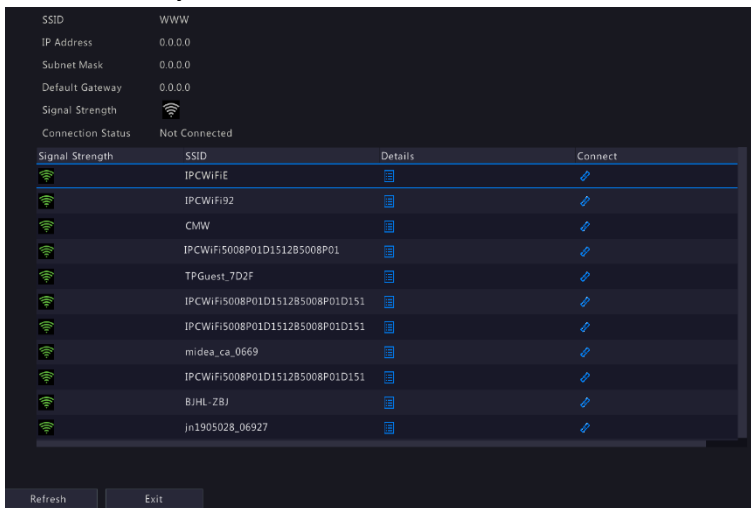 SSID WWW
IP Address 0.0.0.0
Subnet Mask 0.0.0.0
Default Gateway 0.0.0.0
Signal Strength
Connection Status Not Connected
Signal Strength SSID Details Connect
IPCWiFiE
IPCWiFi92
CMW
IPCWiFi5008P01D1512B5008P01
TPGuest_7D2F
IPCWiFi5008P01D1512B5008P01D151
IPCWiFi5008P01D1512B5008P01D151
midea_ca_0669
IPCWiFi5008P01D1512B5008P01D151
BJHL-ZBJ
jn1905028_06927
Refresh Exit